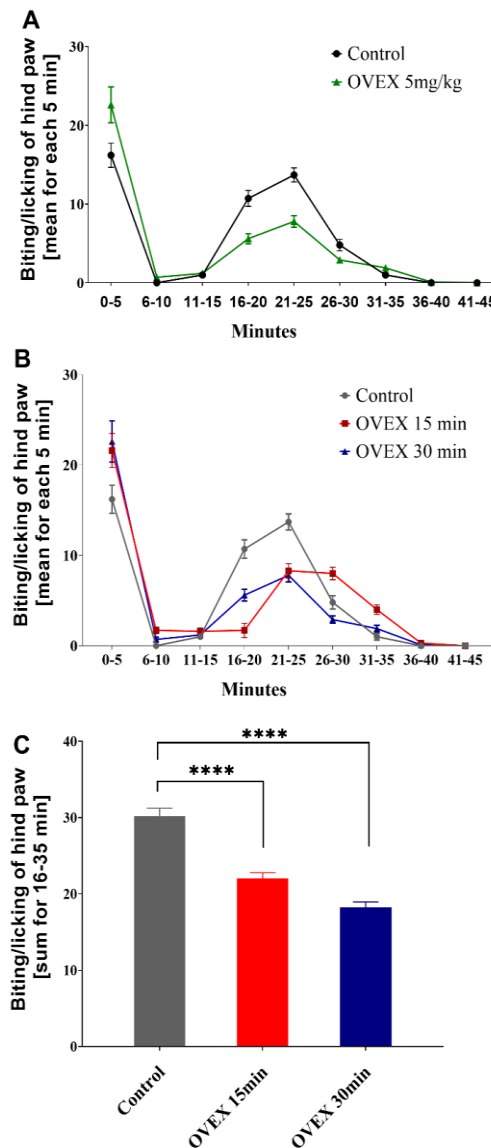 A
Biting/licking of hind paw
[mean for each 5 min]
30
20
10
0
Control
OVEX 5mg/kg
0-5 6-10 11-15 16-20 21-25 26-30 31-35 36-40 41-45
Minutes
B
Biting/licking of hind paw
[mean for each 5 min]
30
20
10
0
Control
OVEX 15 min
OVEX 30 min
0-5 6-10 11-15 16-20 21-25 26-30 31-35 36-40 41-45
Minutes
C
Biting/licking of hind paw
[sum for 16-35 min]
40
30
20
10
0
****
****
Control
OVEX 15min
OVEX 30min